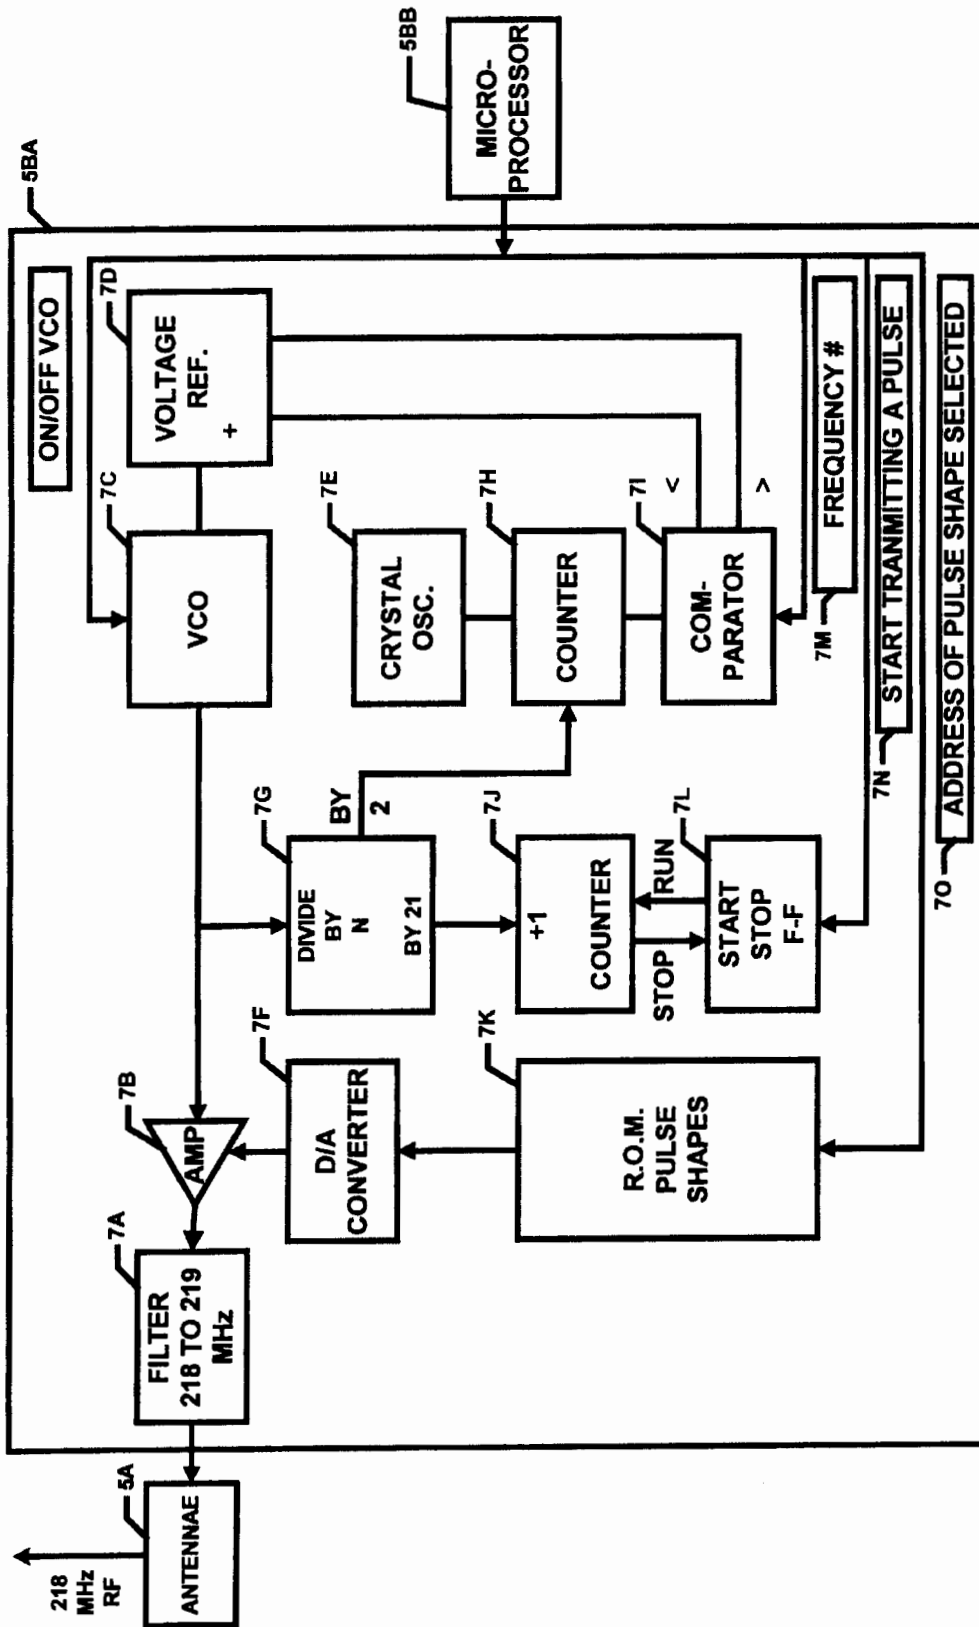 218
MHz
RF
5A
ANTENNAE
7A
FILTER
218 TO 219
MHz
7B
AMP
7C
VCO
7D
VOLTAGE
REF.
+
ON/OFF VCO
5BA
5BB
MICRO-
PROCESSOR
7F
D/A
CONVERTER
7G
DIVIDE
BY
N
BY 21
BY
2
7E
CRYSTAL
OSC.
7K
R.O.M.
PULSE
SHAPES
7J
+1
COUNTER
7H
COUNTER
STOP
RUN
7L
START
STOP
F-F
7I
COM-
PARATOR
<
>
7M
FREQUENCY #
7N
START TRANMITTING A PULSE
7O
ADDRESS OF PULSE SHAPE SELECTED